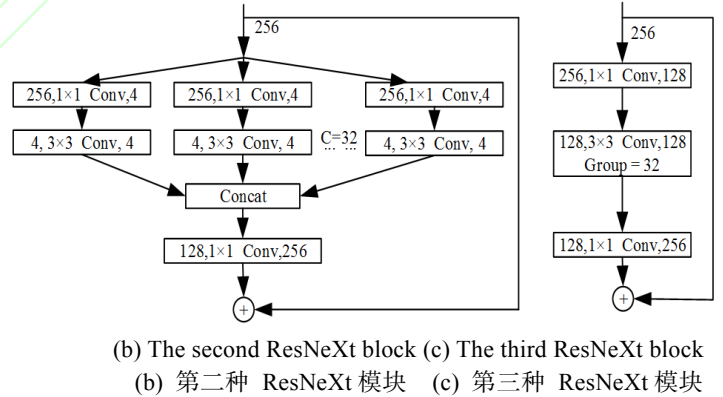 256
256,1×1 Conv,4
256,1×1 Conv,4
256,1×1 Conv,4
4, 3×3 Conv, 4
4, 3×3 Conv, 4
C=32
... ...
4, 3×3 Conv, 4
Concat
128,1×1 Conv,256
+
256
256,1×1 Conv,128
128,3×3 Conv,128
Group = 32
128,1×1 Conv,256
+
(b) The second ResNeXt block (c) The third ResNeXt block
(b) 第二种 ResNeXt 模块 (c) 第三种 ResNeXt 模块